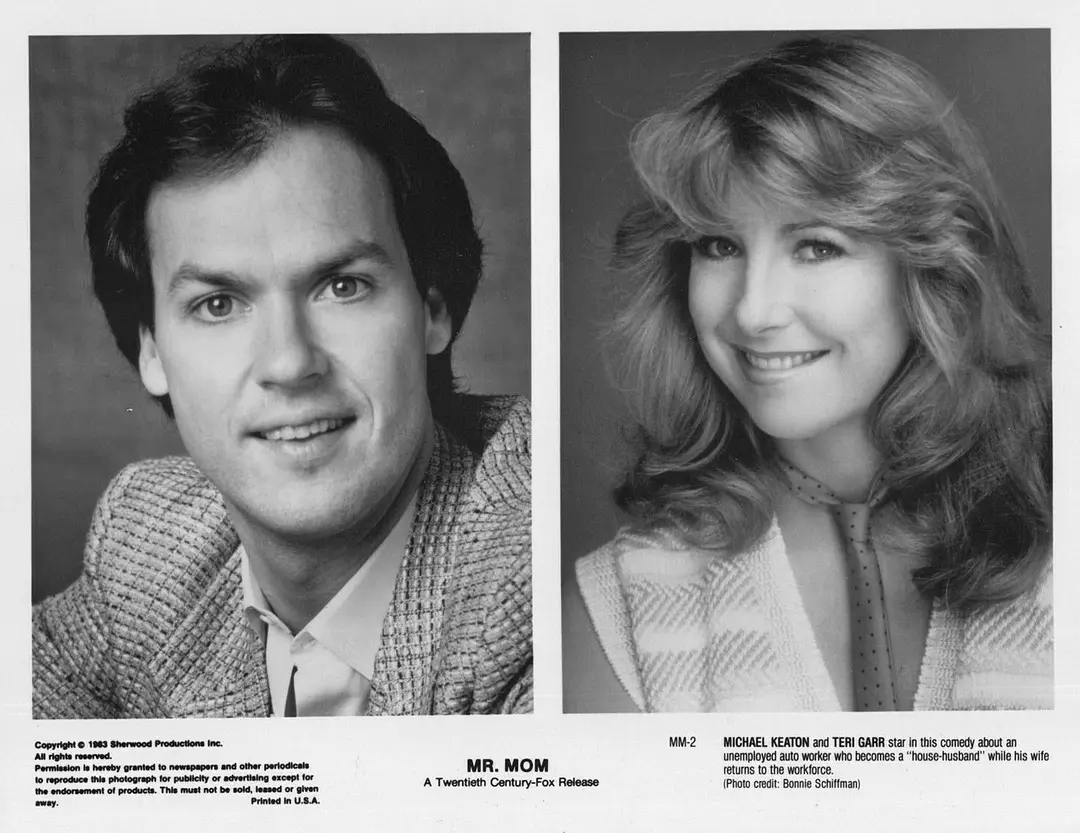 Copyright © 1983 Sherwood Productions Inc.
All rights reserved.
Permission is hereby granted to newspapers and other periodicals
to reproduce this photograph for publicity or advertising except for
the endorsement of products. This must not be sold, leased or given
away. Printed in U.S.A.
MR. MOM
A Twentieth Century-Fox Release
MM-2 MICHAEL KEATON and TERI GARR star in this comedy about an
unemployed auto worker who becomes a "house-husband" while his wife
returns to the workforce.
(Photo credit: Bonnie Schiffman)